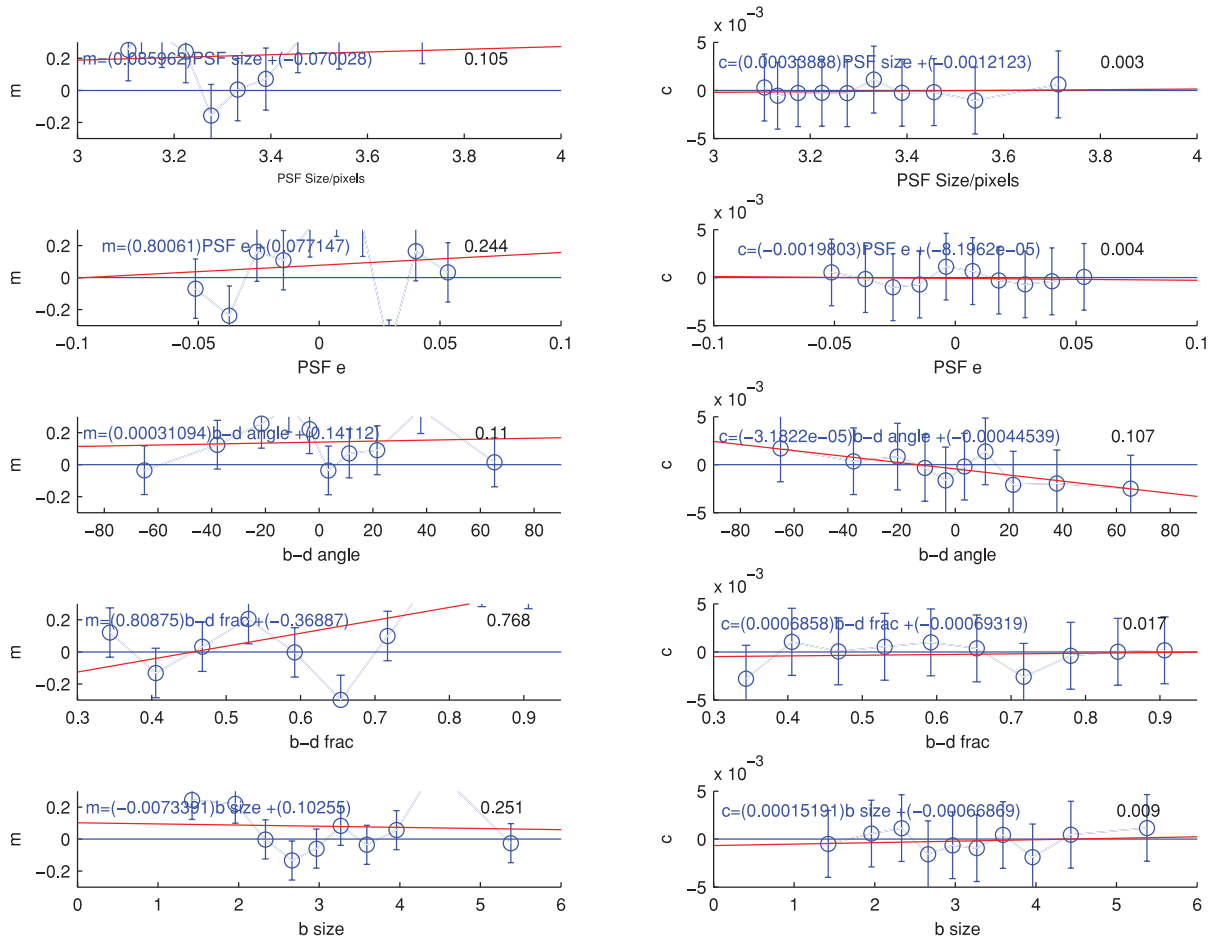 x 10⁻³
0.2
0
−0.2
m
m=(0.085962)PSF size +(−0.070028)
0.105
3 3.2 3.4 3.6 3.8 4
PSF Size/pixels
5
0
−5
c
c=(0.00033888)PSF size +(−0.0012123)
0.003
3 3.2 3.4 3.6 3.8 4
PSF Size/pixels
0.2
0
−0.2
m
m=(0.80061)PSF e +(0.077147)
0.244
−0.1 −0.05 0 0.05 0.1
PSF e
x 10⁻³
5
0
−5
c
c=(−0.0019803)PSF e +(−8.1962e−05)
0.004
−0.1 −0.05 0 0.05 0.1
PSF e
0.2
0
−0.2
m
m=(0.00031094)b−d angle +(0.14112)
0.11
−80 −60 −40 −20 0 20 40 60 80
b−d angle
x 10⁻³
5
0
−5
c
c=(−3.1822e−05)b−d angle +(−0.00044539)
0.107
−80 −60 −40 −20 0 20 40 60 80
b−d angle
0.2
0
−0.2
m
m=(0.80875)b−d frac +(−0.36887)
0.768
0.3 0.4 0.5 0.6 0.7 0.8 0.9
b−d frac
x 10⁻³
5
0
−5
c
c=(0.0006858)b−d frac +(−0.00069319)
0.017
0.3 0.4 0.5 0.6 0.7 0.8 0.9
b−d frac
0.2
0
−0.2
m
m=(−0.0073391)b size +(0.10255)
0.251
0 1 2 3 4 5 6
b size
x 10⁻³
5
0
−5
c
c=(0.00015191)b size +(−0.00066869)
0.009
0 1 2 3 4 5 6
b size